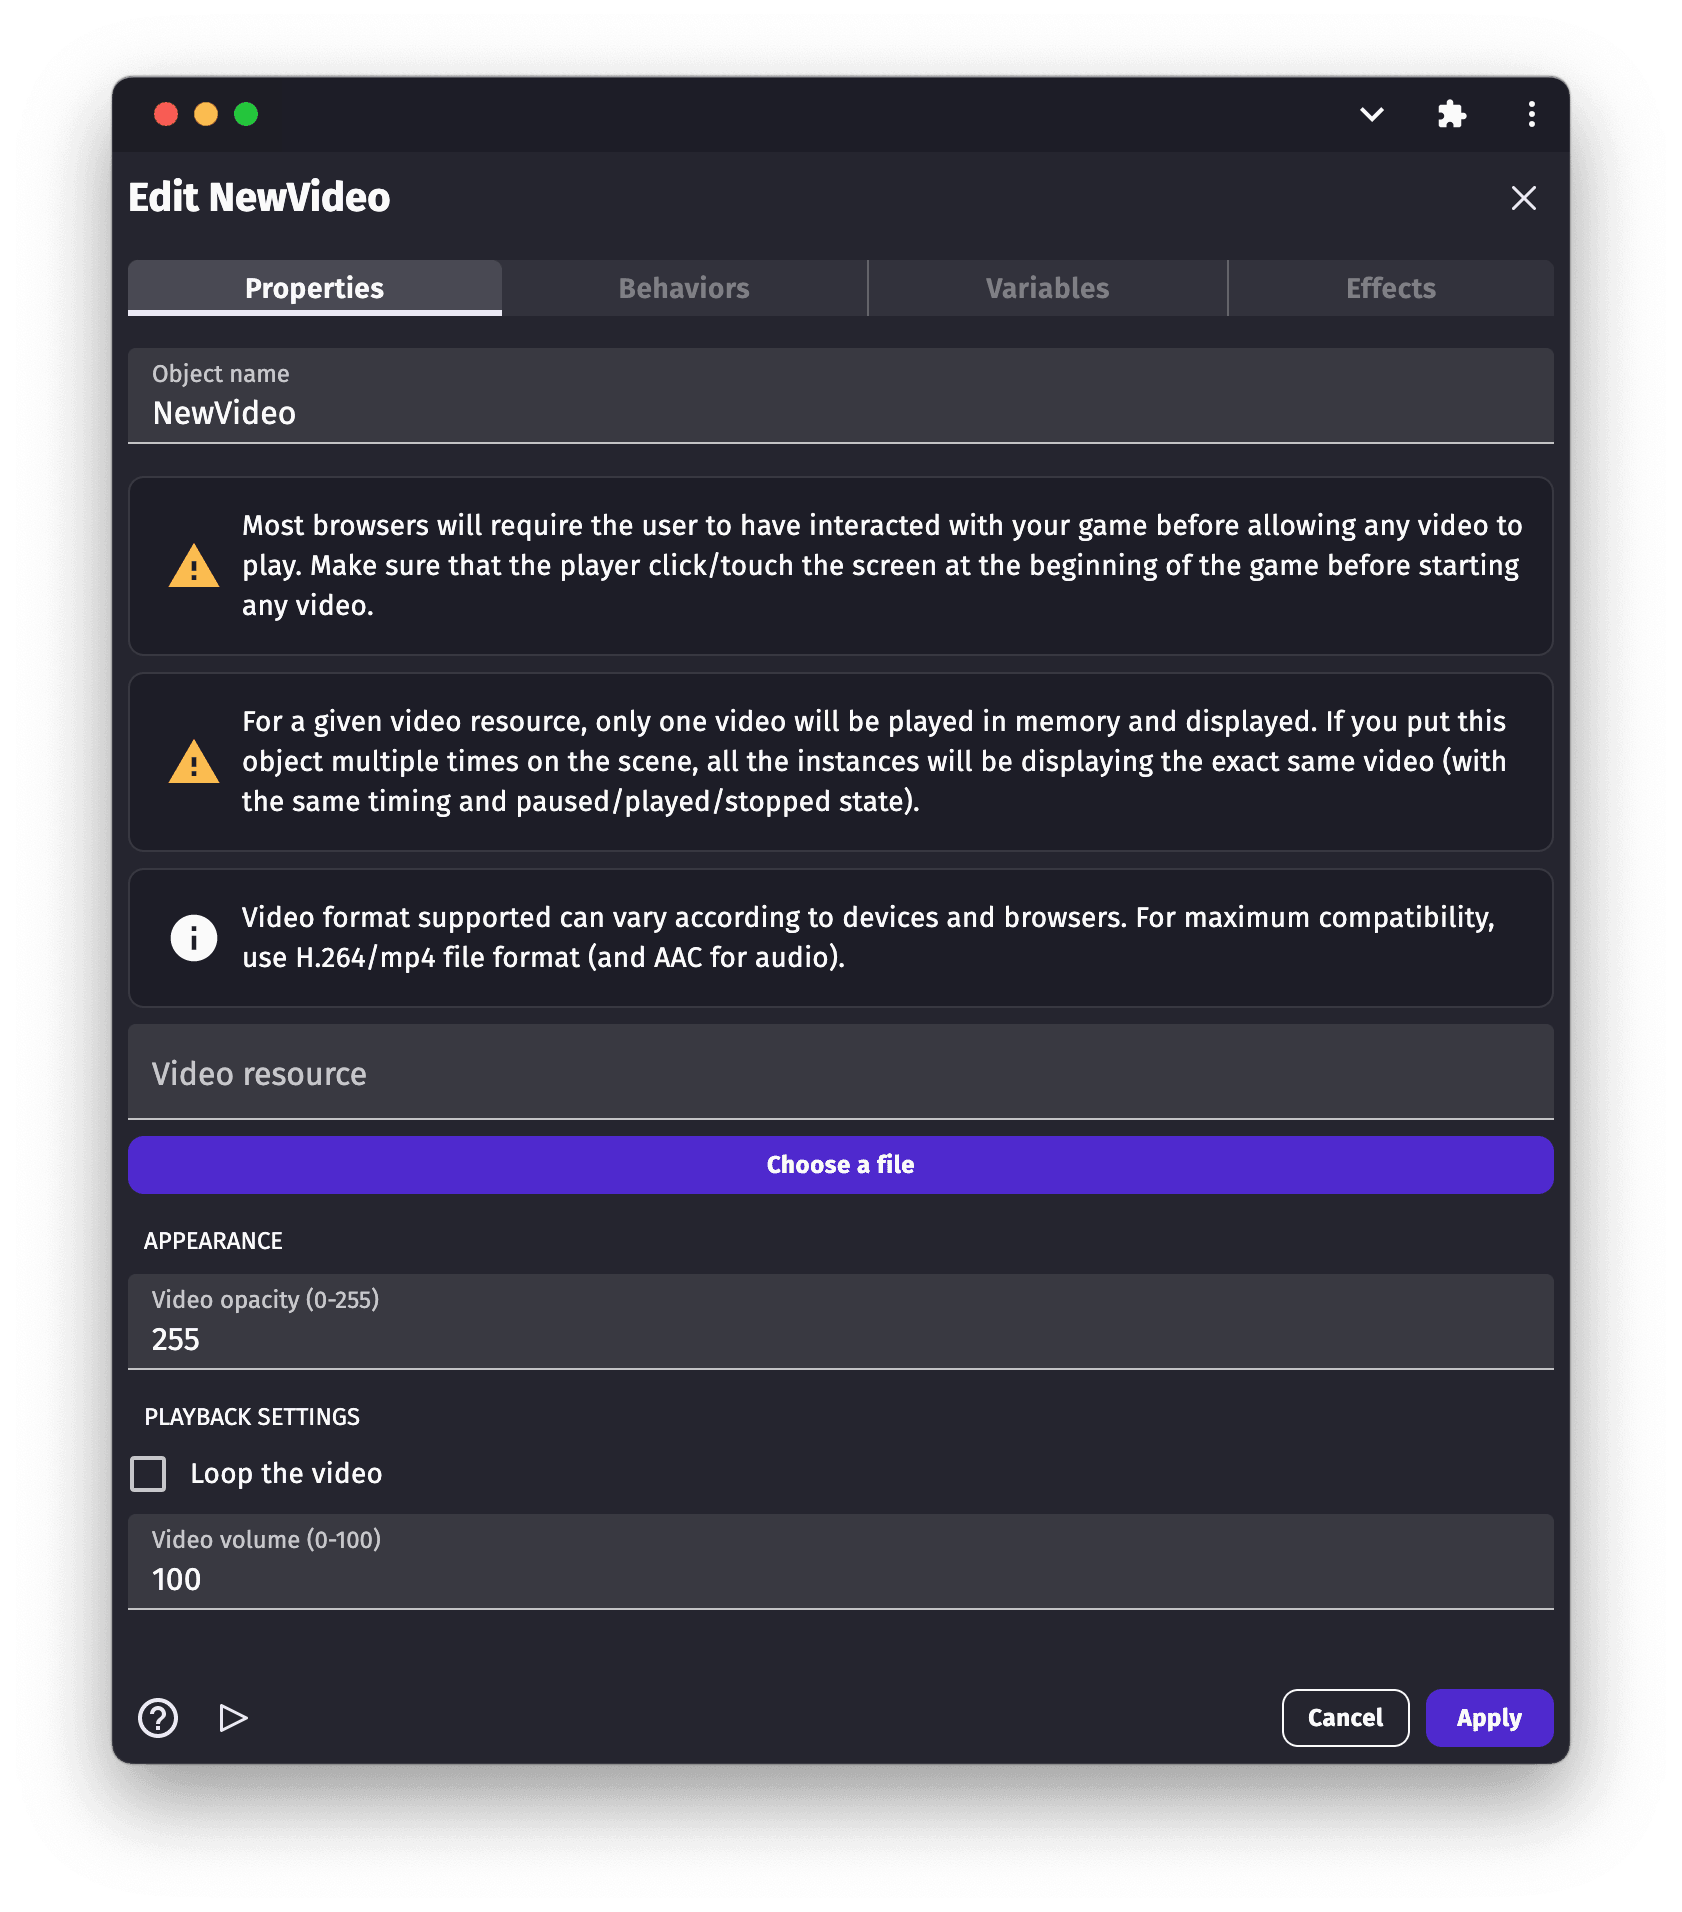 Edit NewVideo
Properties
Behaviors
Variables
Effects
Object name
NewVideo
Most browsers will require the user to have interacted with your game before allowing any video to
play. Make sure that the player click/touch the screen at the beginning of the game before starting
any video.
For a given video resource, only one video will be played in memory and displayed. If you put this
object multiple times on the scene, all the instances will be displaying the exact same video (with
the same timing and paused/played/stopped state).
Video format supported can vary according to devices and browsers. For maximum compatibility,
use H.264/mp4 file format (and AAC for audio).
Video resource
Choose a file
APPEARANCE
Video opacity (0-255)
255
PLAYBACK SETTINGS
Loop the video
Video volume (0-100)
100
Cancel
Apply